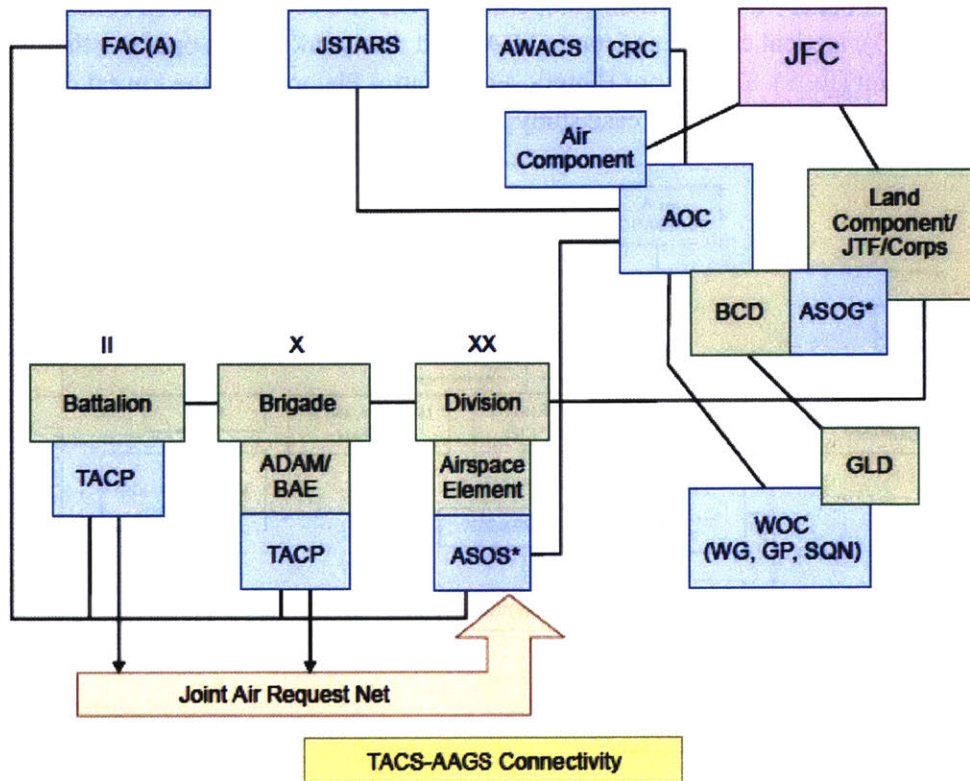 FAC(A)
JSTARS
AWACS
CRC
JFC
Air
Component
AOC
Land
Component/
JTF/Corps
BCD
ASOG*
II
X
XX
Battalion
Brigade
Division
TACP
ADAM/
BAE
Airspace
Element
GLD
TACP
ASOS*
WOC
(WG, GP, SQN)
Joint Air Request Net
TACS-AAGS Connectivity